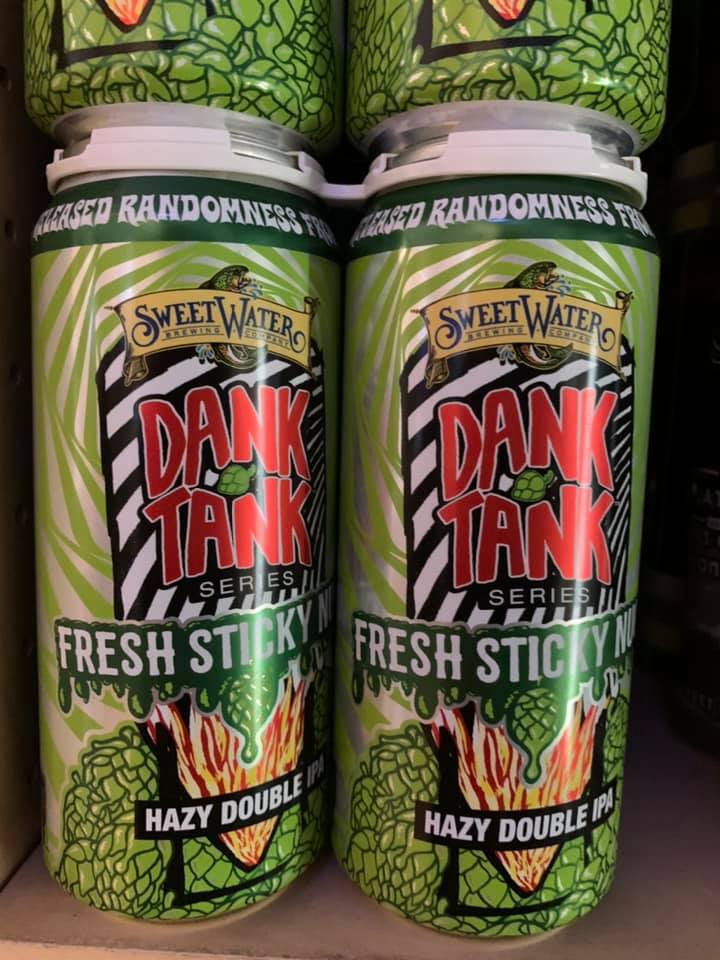 RANDOMNESS
SWEETWATER
BREWING COMPANY
DANK
TANK
SERIES
FRESH STICKY
HAZY DOUBLE IPA
RANDOMNESS
SWEETWATER
BREWING COMPANY
DANK
TANK
SERIES
FRESH STICKY
HAZY DOUBLE IPA